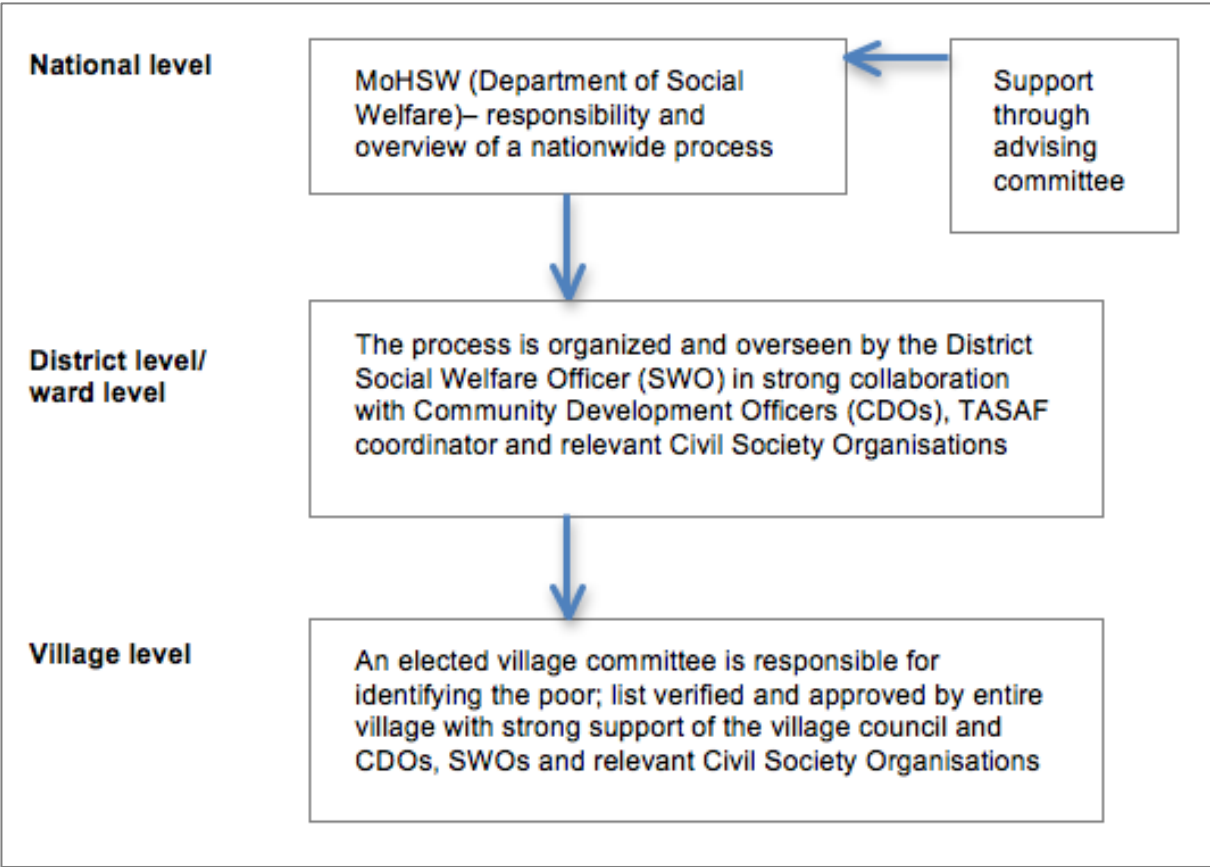 National level
MoHSW (Department of Social
Welfare)– responsibility and
overview of a nationwide process
Support
through
advising
committee
District level/
ward level
The process is organized and overseen by the District
Social Welfare Officer (SWO) in strong collaboration
with Community Development Officers (CDOs), TASAF
coordinator and relevant Civil Society Organisations
Village level
An elected village committee is responsible for
identifying the poor; list verified and approved by entire
village with strong support of the village council and
CDOs, SWOs and relevant Civil Society Organisations